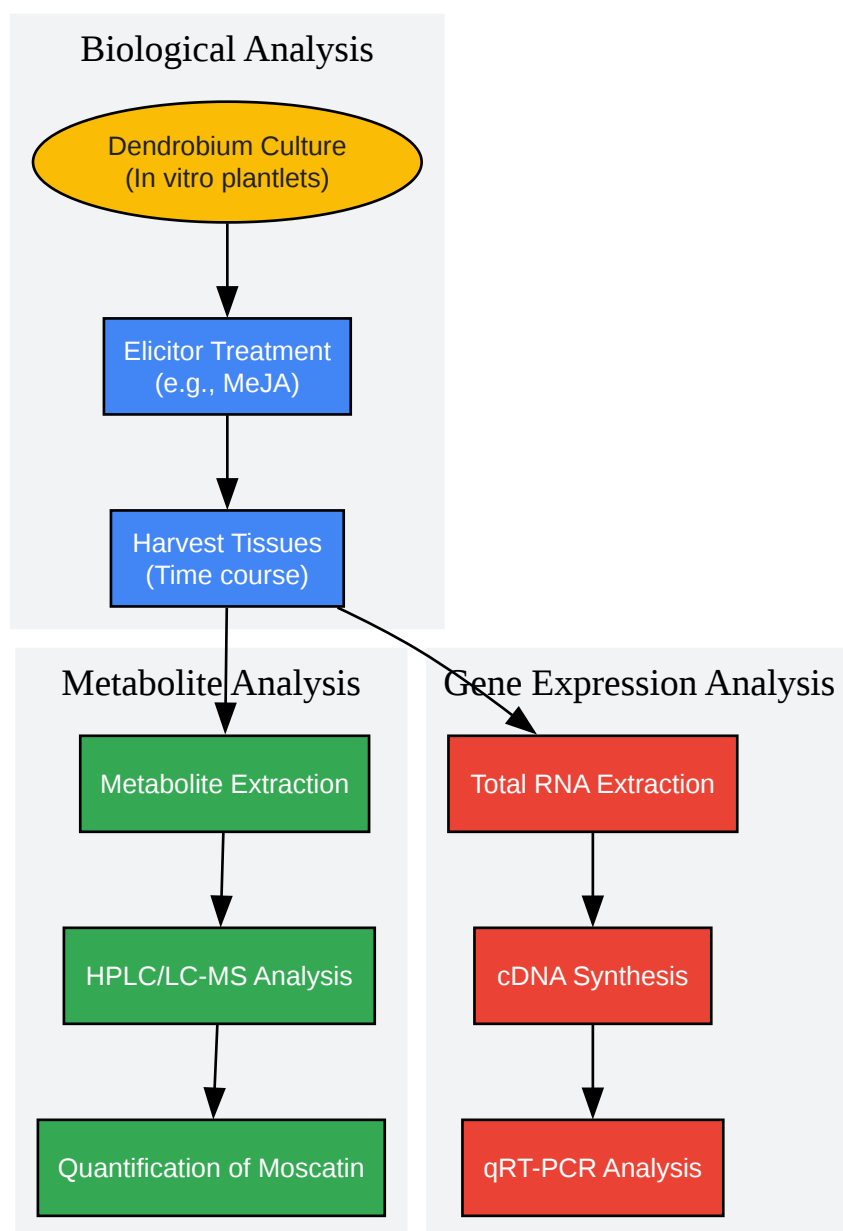 Biological Analysis
Dendrobium Culture
(In vitro plantlets)
Elicitor Treatment
(e.g., MeJA)
Harvest Tissues
(Time course)
Metabolite Analysis
Metabolite Extraction
HPLC/LC-MS Analysis
Quantification of Moscatin
Gene Expression Analysis
Total RNA Extraction
cDNA Synthesis
qRT-PCR Analysis